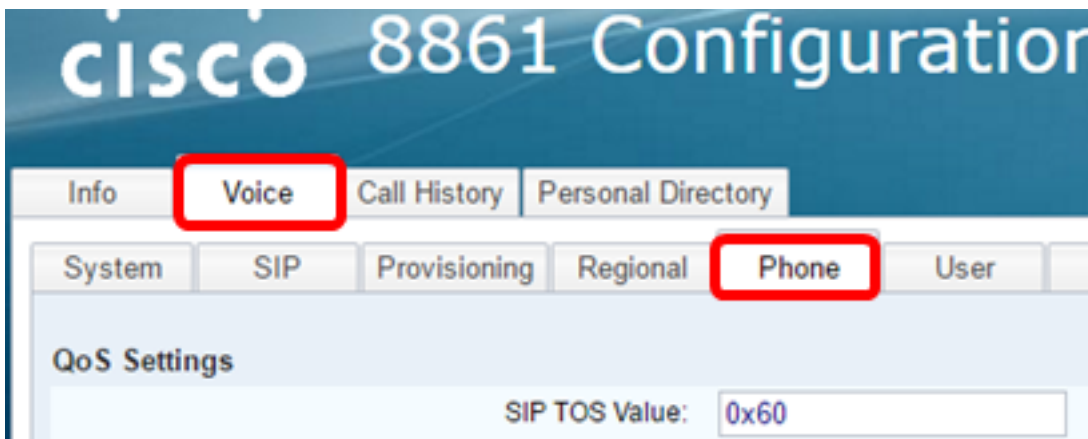 CISCO 8861 Configuration
Info Voice Call History Personal Directory
System SIP Provisioning Regional Phone User
QoS Settings
SIP TOS Value: 0x60